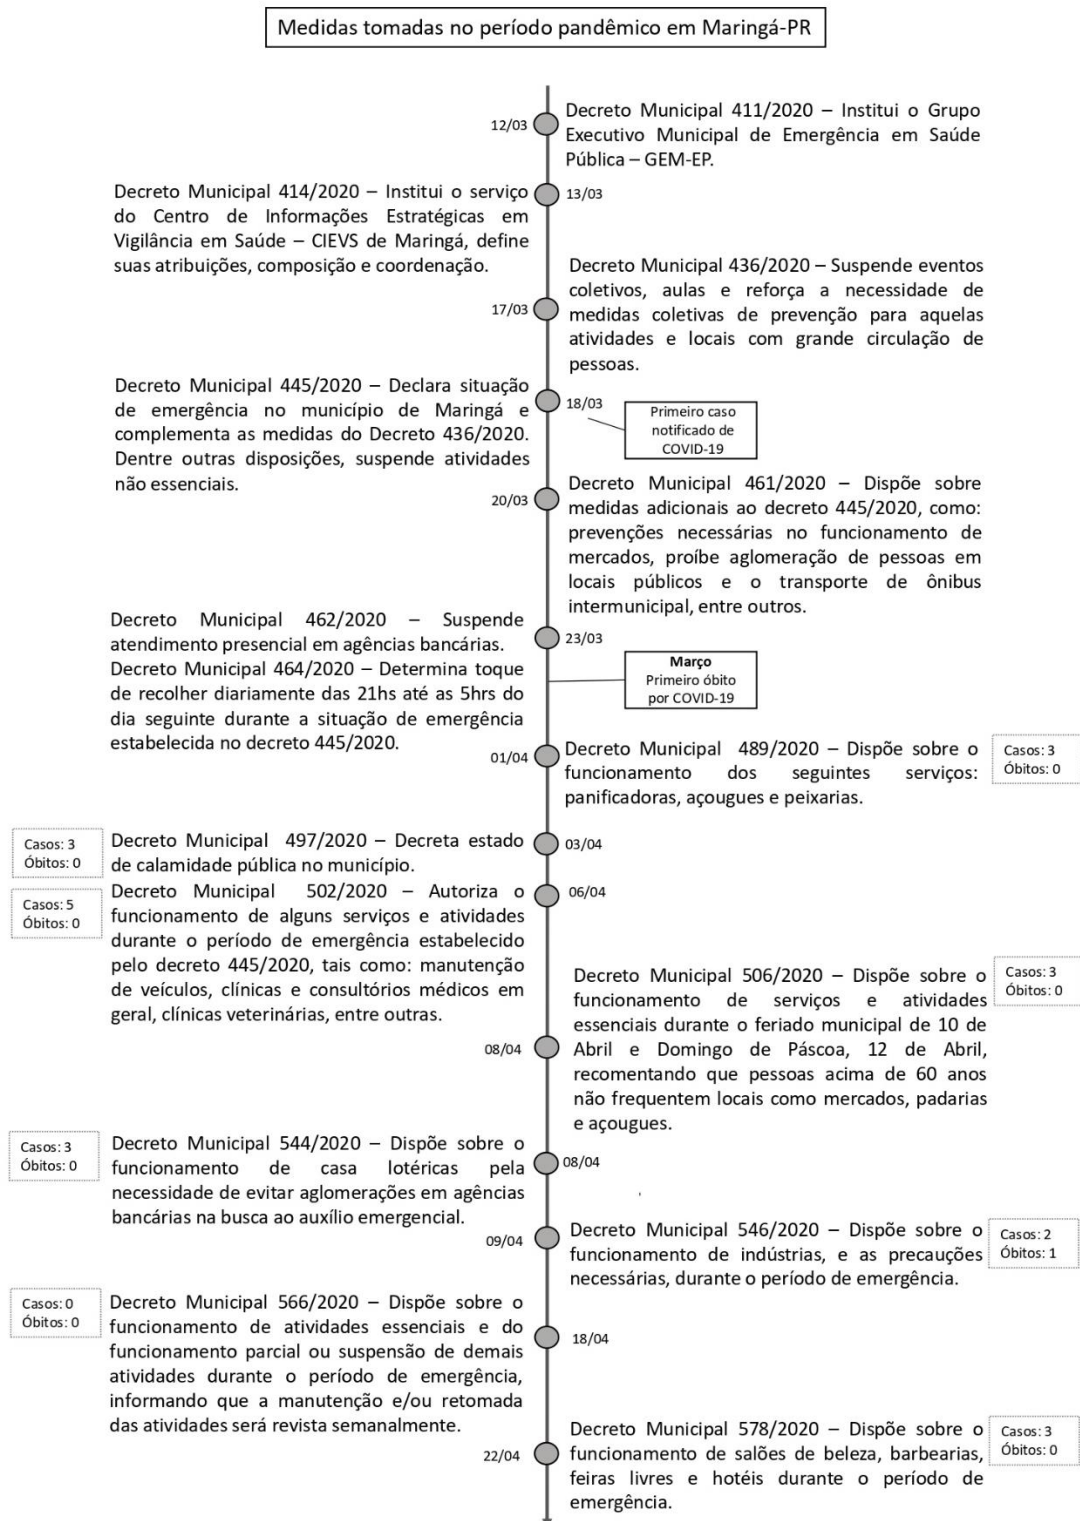 Medidas tomadas no período pandêmico em Maringá-PR
12/03
Decreto Municipal 411/2020 – Institui o Grupo
Executivo Municipal de Emergência em Saúde
Pública – GEM-EP.
13/03
Decreto Municipal 414/2020 – Institui o serviço
do Centro de Informações Estratégicas em
Vigilância em Saúde – CIEVS de Maringá, define
suas atribuições, composição e coordenação.
17/03
Decreto Municipal 436/2020 – Suspende eventos
coletivos, aulas e reforça a necessidade de
medidas coletivas de prevenção para aquelas
atividades e locais com grande circulação de
pessoas.
Decreto Municipal 445/2020 – Declara situação
de emergência no município de Maringá e
complementa as medidas do Decreto 436/2020.
Dentre outras disposições, suspende atividades
não essenciais.
18/03
Primeiro caso
notificado de
COVID-19
20/03
Decreto Municipal 461/2020 – Dispõe sobre
medidas adicionais ao decreto 445/2020, como:
prevenções necessárias no funcionamento de
mercados, proíbe aglomeração de pessoas em
locais públicos e o transporte de ônibus
intermunicipal, entre outros.
Decreto Municipal 462/2020 – Suspende
atendimento presencial em agências bancárias.
Decreto Municipal 464/2020 – Determina toque
de recolher diariamente das 21hs até as 5hrs do
dia seguinte durante a situação de emergência
estabelecida no decreto 445/2020.
23/03
Março
Primeiro óbito
por COVID-19
01/04
Decreto Municipal 489/2020 – Dispõe sobre o
funcionamento dos seguintes serviços:
panificadoras, açougues e peixarias.
Casos: 3
Óbitos: 0
Casos: 3
Óbitos: 0
Decreto Municipal 497/2020 – Decreta estado
de calamidade pública no município.
03/04
Casos: 5
Óbitos: 0
Decreto Municipal 502/2020 – Autoriza o
funcionamento de alguns serviços e atividades
durante o período de emergência estabelecido
pelo decreto 445/2020, tais como: manutenção
de veículos, clínicas e consultórios médicos em
geral, clínicas veterinárias, entre outras.
06/04
08/04
Decreto Municipal 506/2020 – Dispõe sobre o
funcionamento de serviços e atividades
essenciais durante o feriado municipal de 10 de
Abril e Domingo de Páscoa, 12 de Abril,
recomentando que pessoas acima de 60 anos
não frequentem locais como mercados, padarias
e açougues.
Casos: 3
Óbitos: 0
Casos: 3
Óbitos: 0
Decreto Municipal 544/2020 – Dispõe sobre o
funcionamento de casa lotéricas pela
necessidade de evitar aglomerações em agências
bancárias na busca ao auxílio emergencial.
08/04
09/04
Decreto Municipal 546/2020 – Dispõe sobre o
funcionamento de indústrias, e as precauções
necessárias, durante o período de emergência.
Casos: 2
Óbitos: 1
Casos: 0
Óbitos: 0
Decreto Municipal 566/2020 – Dispõe sobre o
funcionamento de atividades essenciais e do
funcionamento parcial ou suspensão de demais
atividades durante o período de emergência,
informando que a manutenção e/ou retomada
das atividades será revista semanalmente.
18/04
22/04
Decreto Municipal 578/2020 – Dispõe sobre o
funcionamento de salões de beleza, barbearias,
feiras livres e hotéis durante o período de
emergência.
Casos: 3
Óbitos: 0